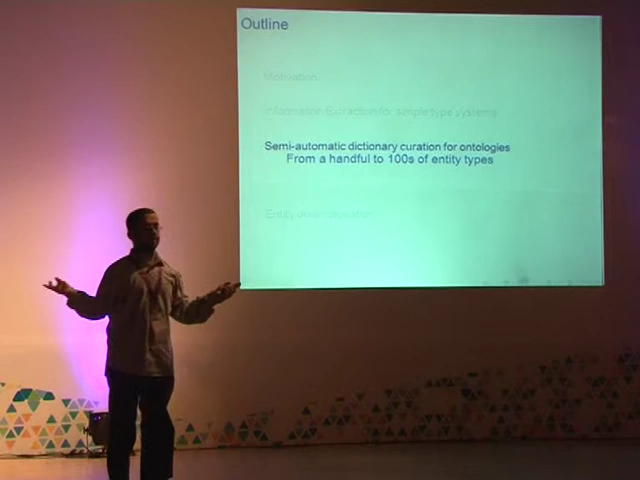 Outline
Motivation
Information Extraction for simple type systems
Semi-automatic dictionary curation for ontologies
From a handful to 100s of entity types
Entity